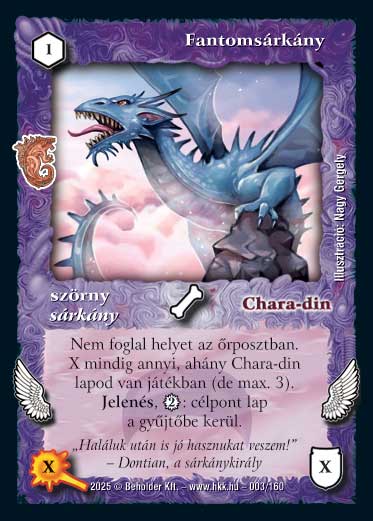 1
Fantomsárkány
Illusztráció: Nagy Gergely
szörny
sárkány
Chara-din
Nem foglal helyet az őrposztban.
X mindig annyi, ahány Chara-din
lapod van játékban (de max. 3).
Jelenés, 2: célpont lap
a gyűjtőbe kerül.
„Haláluk után is jó hasznukat veszem!”
– Dontian, a sárkánykirály
X
X
2025 © Beholder Kft. – www.hkk.hu – 003/160